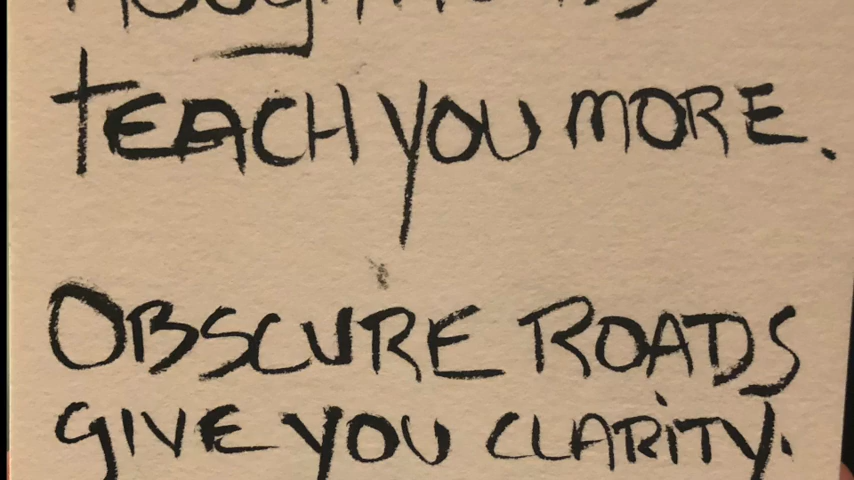 TEACH YOU MORE.
OBSCURE ROADS
GIVE YOU CLARITY.